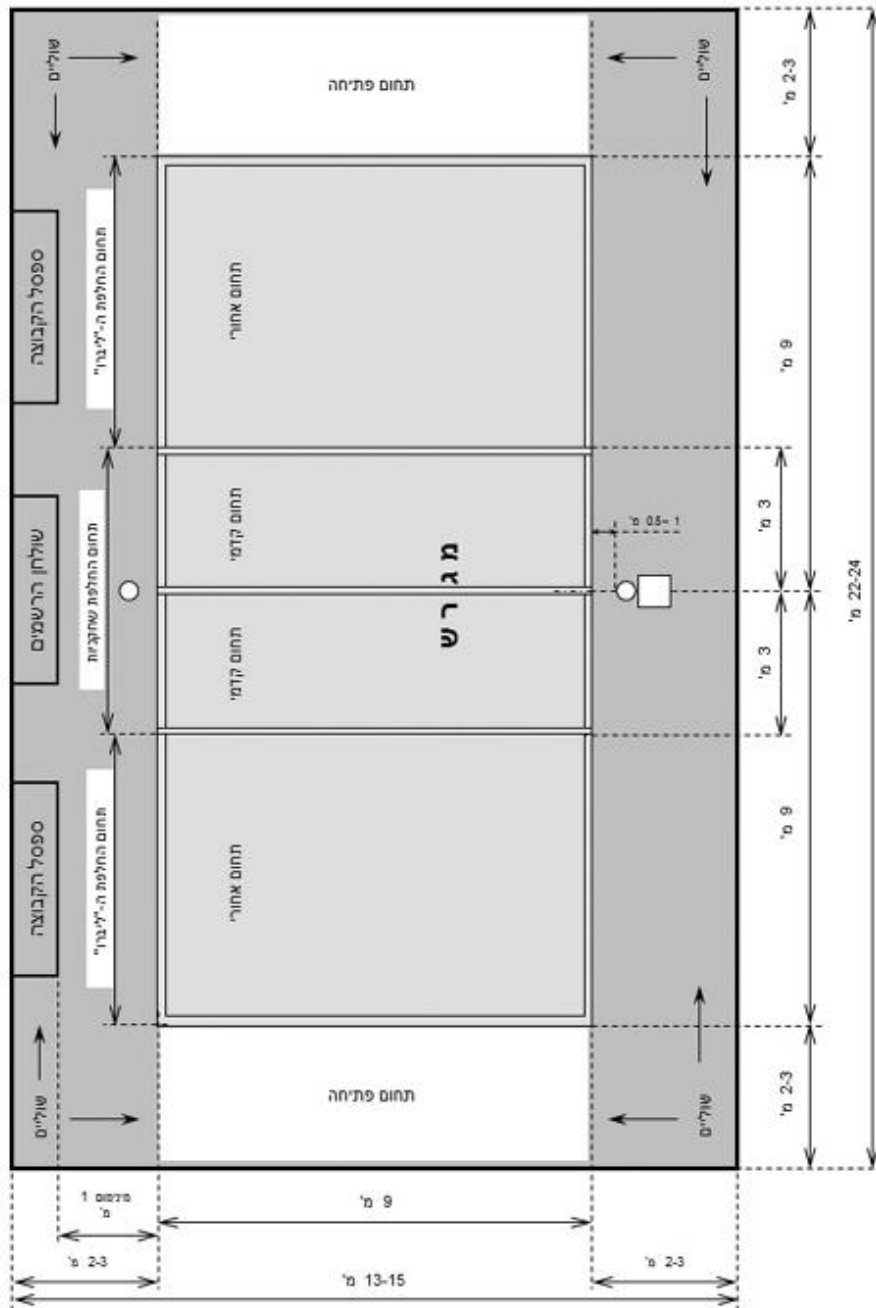 שוליים
תחום פתיחה
שוליים
2-3 מ'
ספסל הקבוצה
תחום החלפת ה-"ליברו"
תחום אחורי
9 מ'
שולחן הרשמים
תחום החלפת שחקניות
תחום קדמי
מ ג ר ש
1 –0.5 מ'
3 מ'
22-24 מ'
תחום קדמי
3 מ'
ספסל הקבוצה
תחום החלפת ה-"ליברו"
תחום אחורי
9 מ'
שוליים
תחום פתיחה
שוליים
2-3 מ'
מינימום 1
מ'
9 מ'
2-3 מ'
13-15 מ'
2-3 מ'